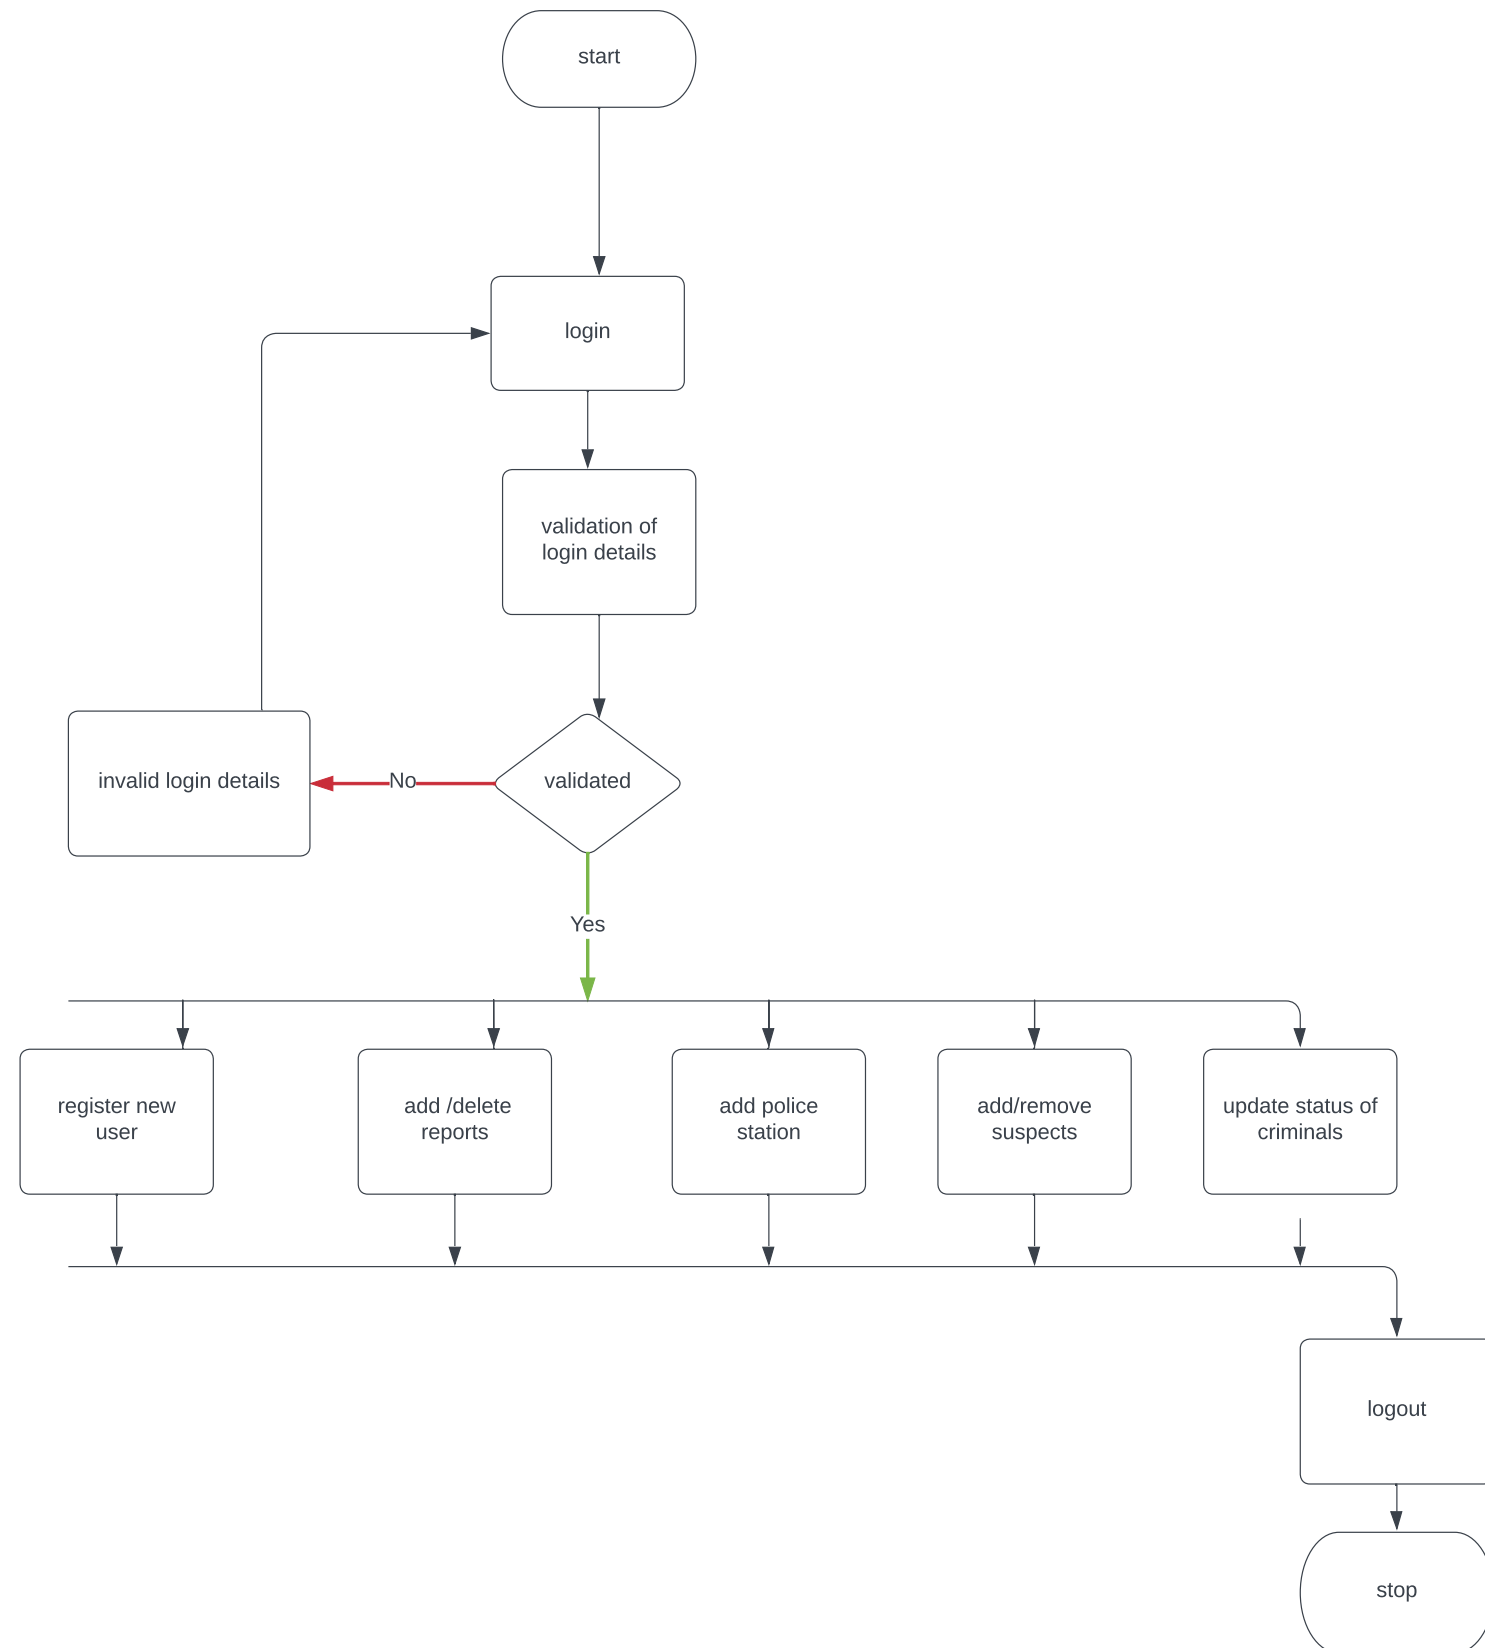 start
login
validation of
login details
invalid login details
No
validated
Yes
register new
user
add /delete
reports
add police
station
add/remove
suspects
update status of
criminals
logout
stop